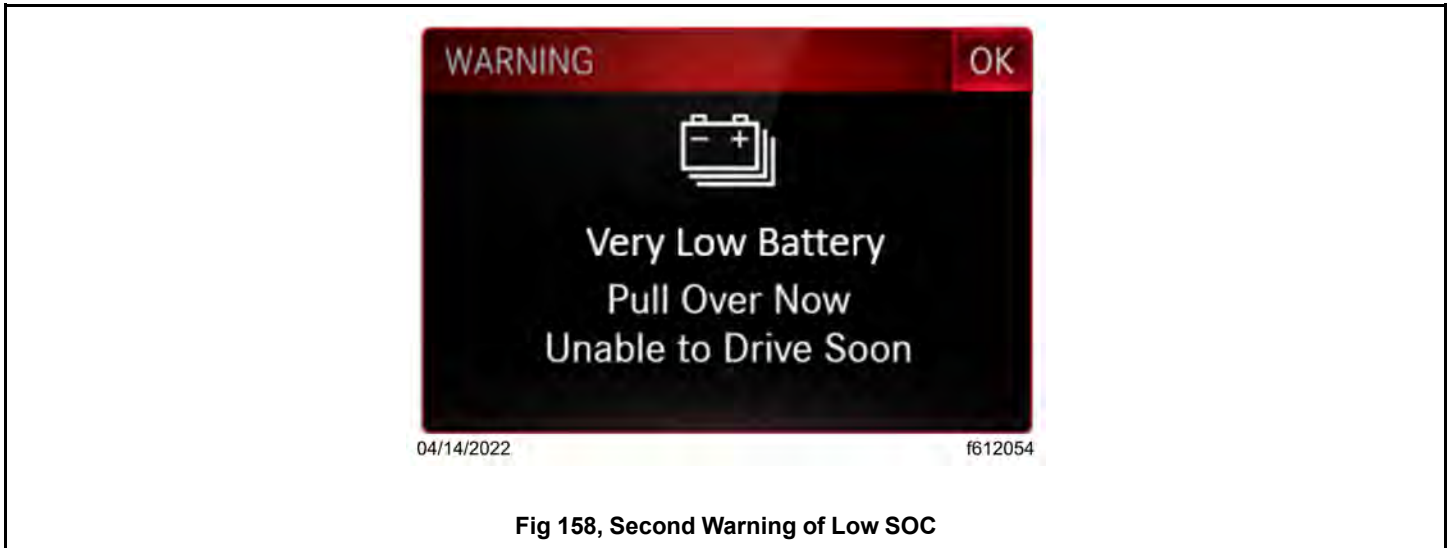 WARNING OK
− +
Very Low Battery
Pull Over Now
Unable to Drive Soon
04/14/2022 f612054
Fig 158, Second Warning of Low SOC